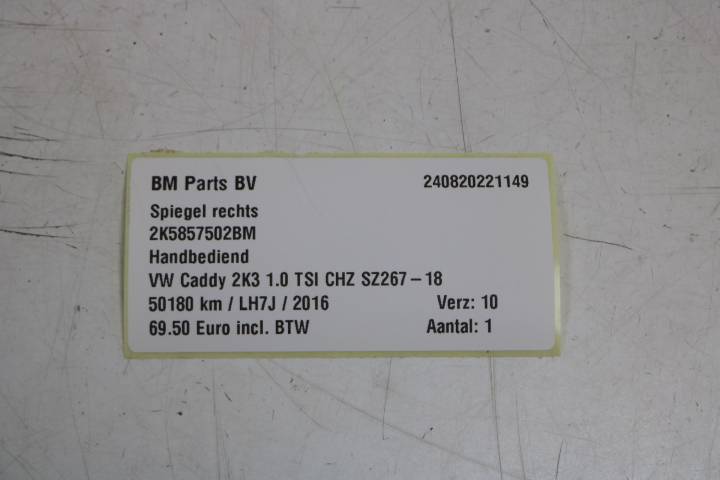 BM Parts BV 240820221149
Spiegel rechts
2K5857502BM
Handbediend
VW Caddy 2K3 1.0 TSI CHZ SZ267-18
50180 km / LH7J / 2016 Verz: 10
69.50 Euro incl. BTW Aantal: 1